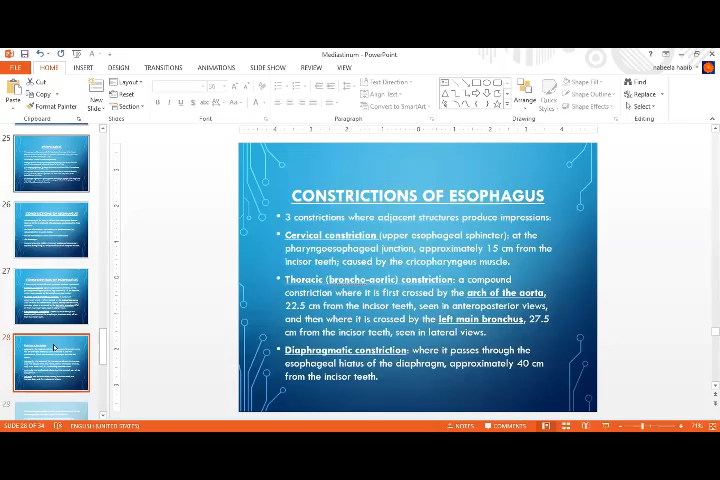 Mediastinum - PowerPoint
FILE HOME INSERT DESIGN TRANSITIONS ANIMATIONS SLIDE SHOW REVIEW VIEW nabeela habib
Paste Cut Copy Format Painter Clipboard
New Slide Layout Reset Section Slides
Font
Text Direction Align Text Convert to SmartArt Paragraph
Arrange Quick Styles Shape Fill Shape Outline Shape Effects Drawing
Find Replace Select Editing
25
26
27
28
29
CONSTRICTIONS OF ESOPHAGUS
• 3 constrictions where adjacent structures produce impressions:
• Cervical constriction (upper esophageal sphincter): at the
pharyngoesophageal junction, approximately 15 cm from the
incisor teeth; caused by the cricopharyngeus muscle.
• Thoracic (broncho-aortic) constriction: a compound
constriction where it is first crossed by the arch of the aorta,
22.5 cm from the incisor teeth, seen in anteroposterior views,
and then where it is crossed by the left main bronchus, 27.5
cm from the incisor teeth, seen in lateral views.
• Diaphragmatic constriction: where it passes through the
esophageal hiatus of the diaphragm, approximately 40 cm
from the incisor teeth.
SLIDE 28 OF 34 ENGLISH (UNITED STATES) NOTES COMMENTS 71%